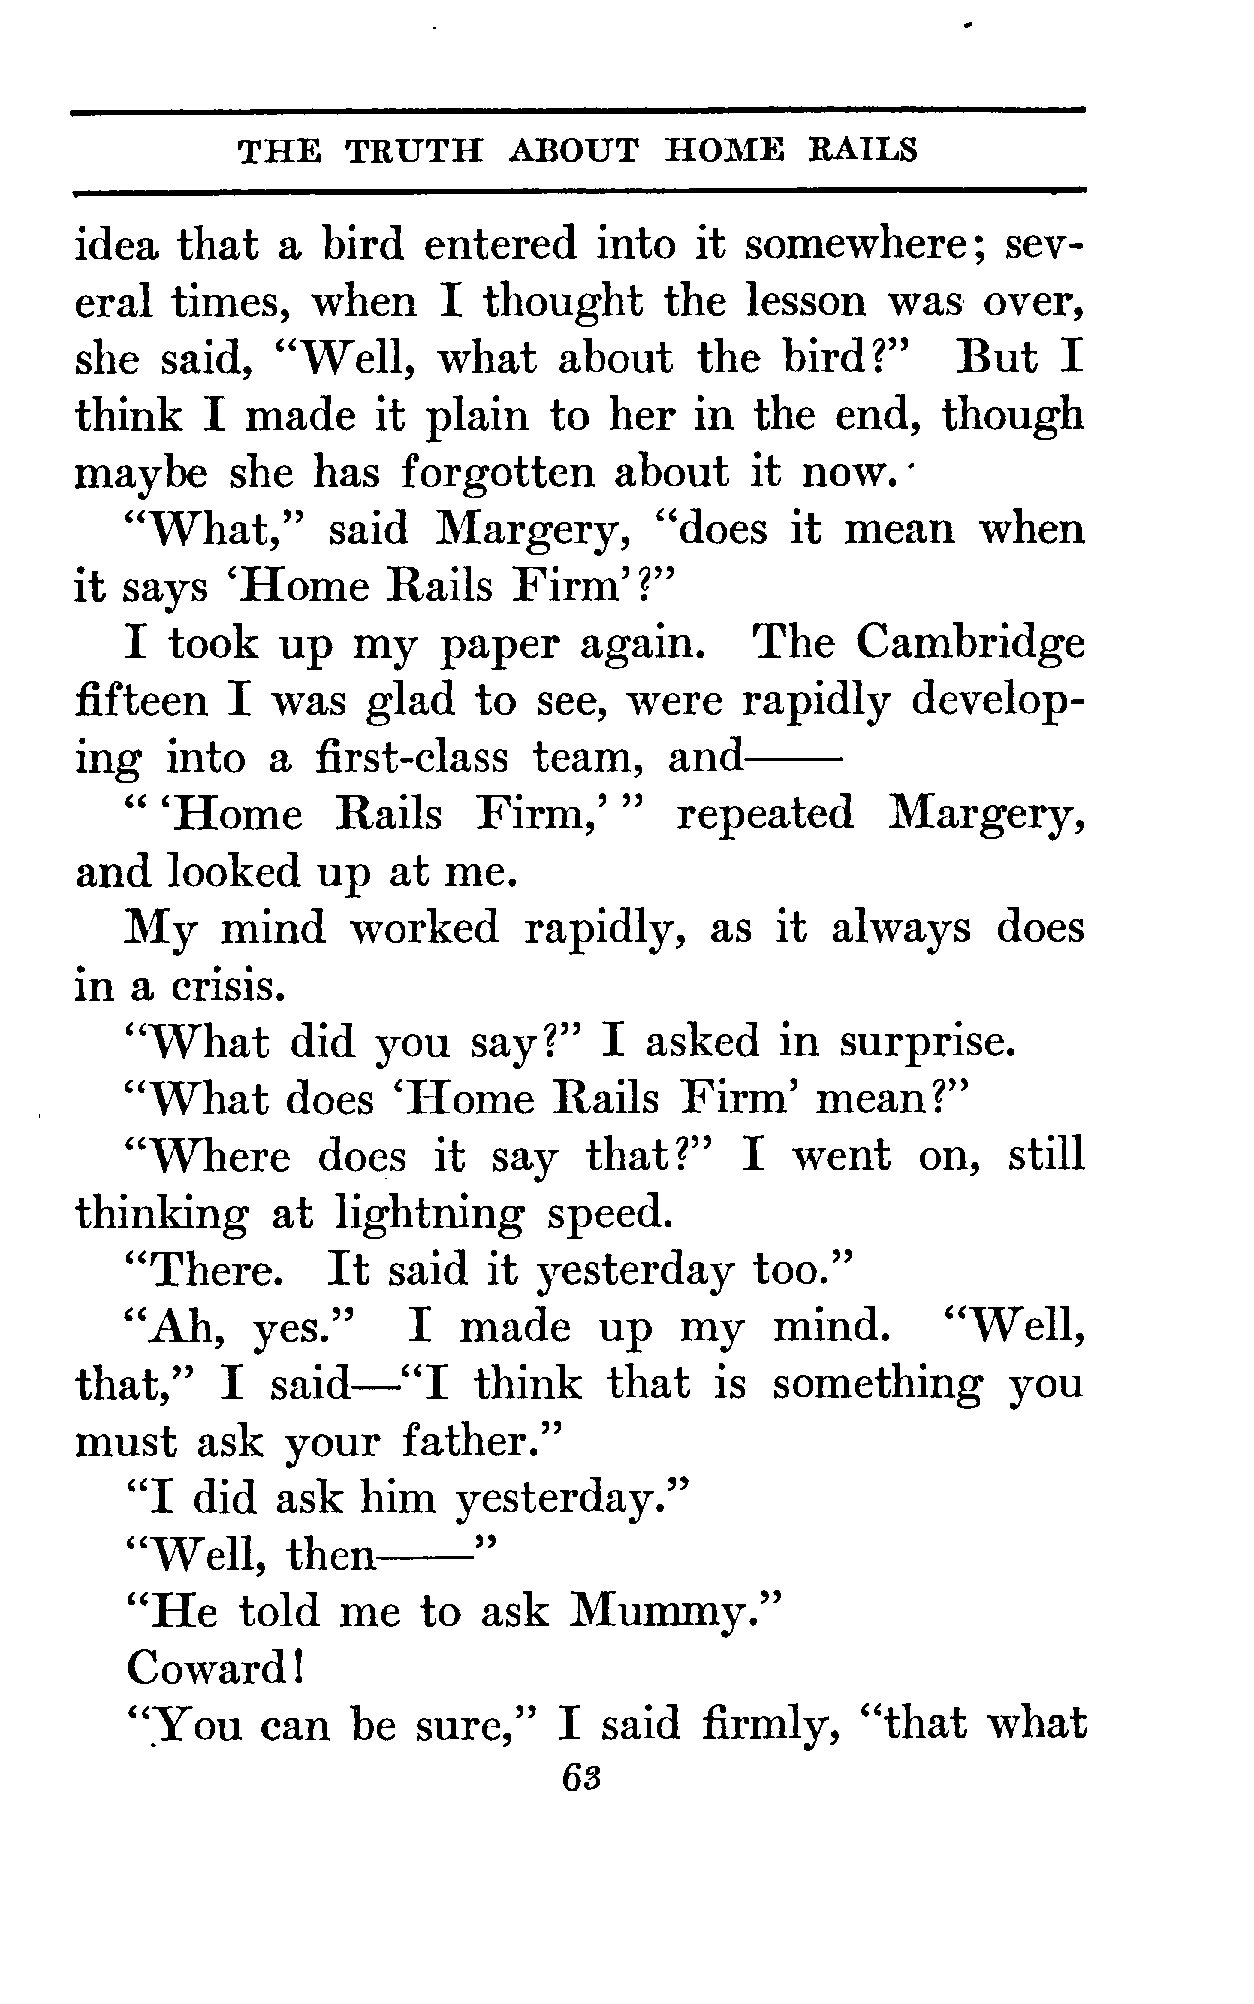 THE TRUTH ABOUT HOME RAILS
idea that a bird entered into it somewhere; sev-
eral times, when I thought the lesson was over,
she said, “Well, what about the bird?” But I
think I made it plain to her in the end, though
maybe she has forgotten about it now.
“What,” said Margery, “does it mean when
it says ‘Home Rails Firm’?”
I took up my paper again. The Cambridge
fifteen I was glad to see, were rapidly develop-
ing into a first-class team, and——
“ ‘Home Rails Firm,’ ” repeated Margery,
and looked up at me.
My mind worked rapidly, as it always does
in a crisis.
“What did you say?” I asked in surprise.
“What does ‘Home Rails Firm’ mean?”
“Where does it say that?” I went on, still
thinking at lightning speed.
“There. It said it yesterday too.”
“Ah, yes.” I made up my mind. “Well,
that,” I said—“I think that is something you
must ask your father.”
“I did ask him yesterday.”
“Well, then——”
“He told me to ask Mummy.”
Coward!
“You can be sure,” I said firmly, “that what
63